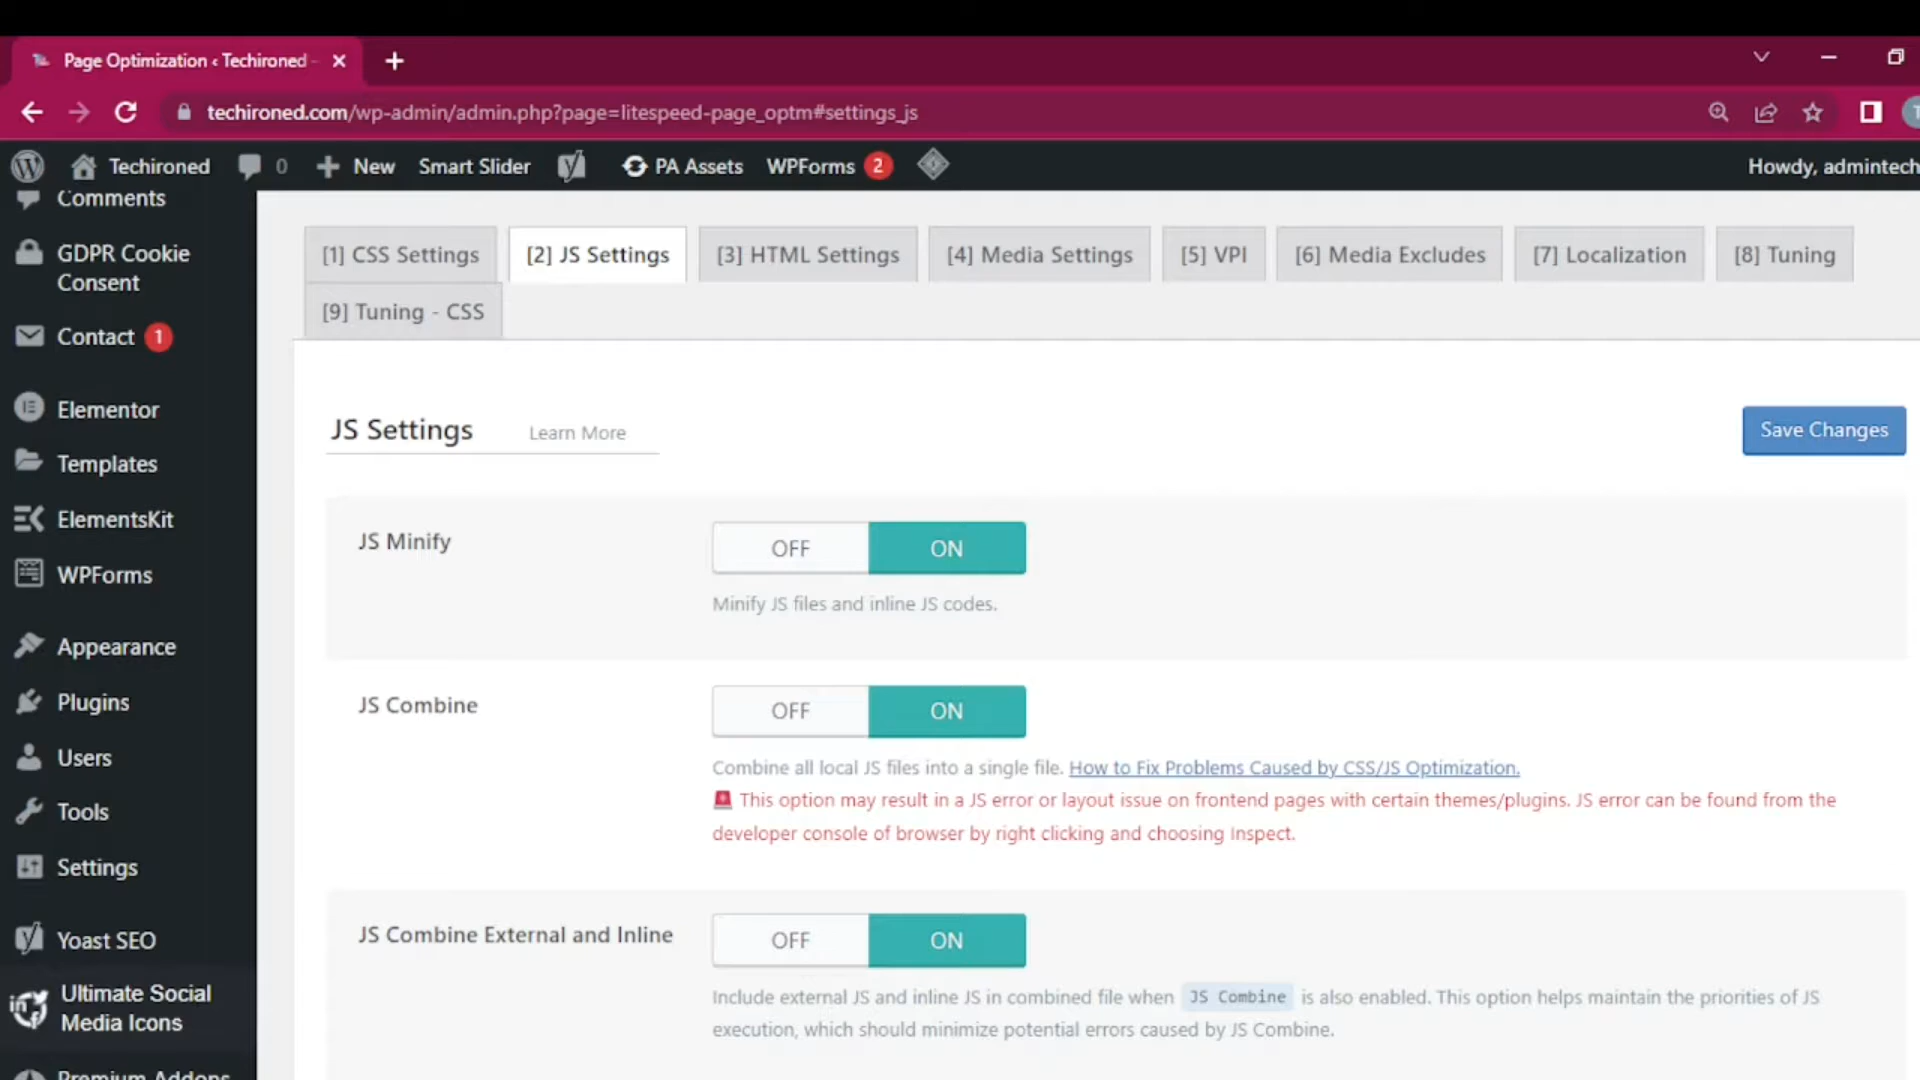 Page Optimization ‹ Techironed -
techironed.com/wp-admin/admin.php?page=litespeed-page_optm#settings_js
Techironed 0 New Smart Slider PA Assets WPForms 2 Howdy, admintech
Comments
GDPR Cookie
Consent
Contact 1
Elementor
Templates
ElementsKit
WPForms
Appearance
Plugins
Users
Tools
Settings
Yoast SEO
Ultimate Social
Media Icons
Premium Addons
[1] CSS Settings [2] JS Settings [3] HTML Settings [4] Media Settings [5] VPI [6] Media Excludes [7] Localization [8] Tuning
[9] Tuning - CSS
JS Settings Learn More Save Changes
JS Minify OFF ON
Minify JS files and inline JS codes.
JS Combine OFF ON
Combine all local JS files into a single file. How to Fix Problems Caused by CSS/JS Optimization.
🚨 This option may result in a JS error or layout issue on frontend pages with certain themes/plugins. JS error can be found from the
developer console of browser by right clicking and choosing Inspect.
JS Combine External and Inline OFF ON
Include external JS and inline JS in combined file when JS Combine is also enabled. This option helps maintain the priorities of JS
execution, which should minimize potential errors caused by JS Combine.